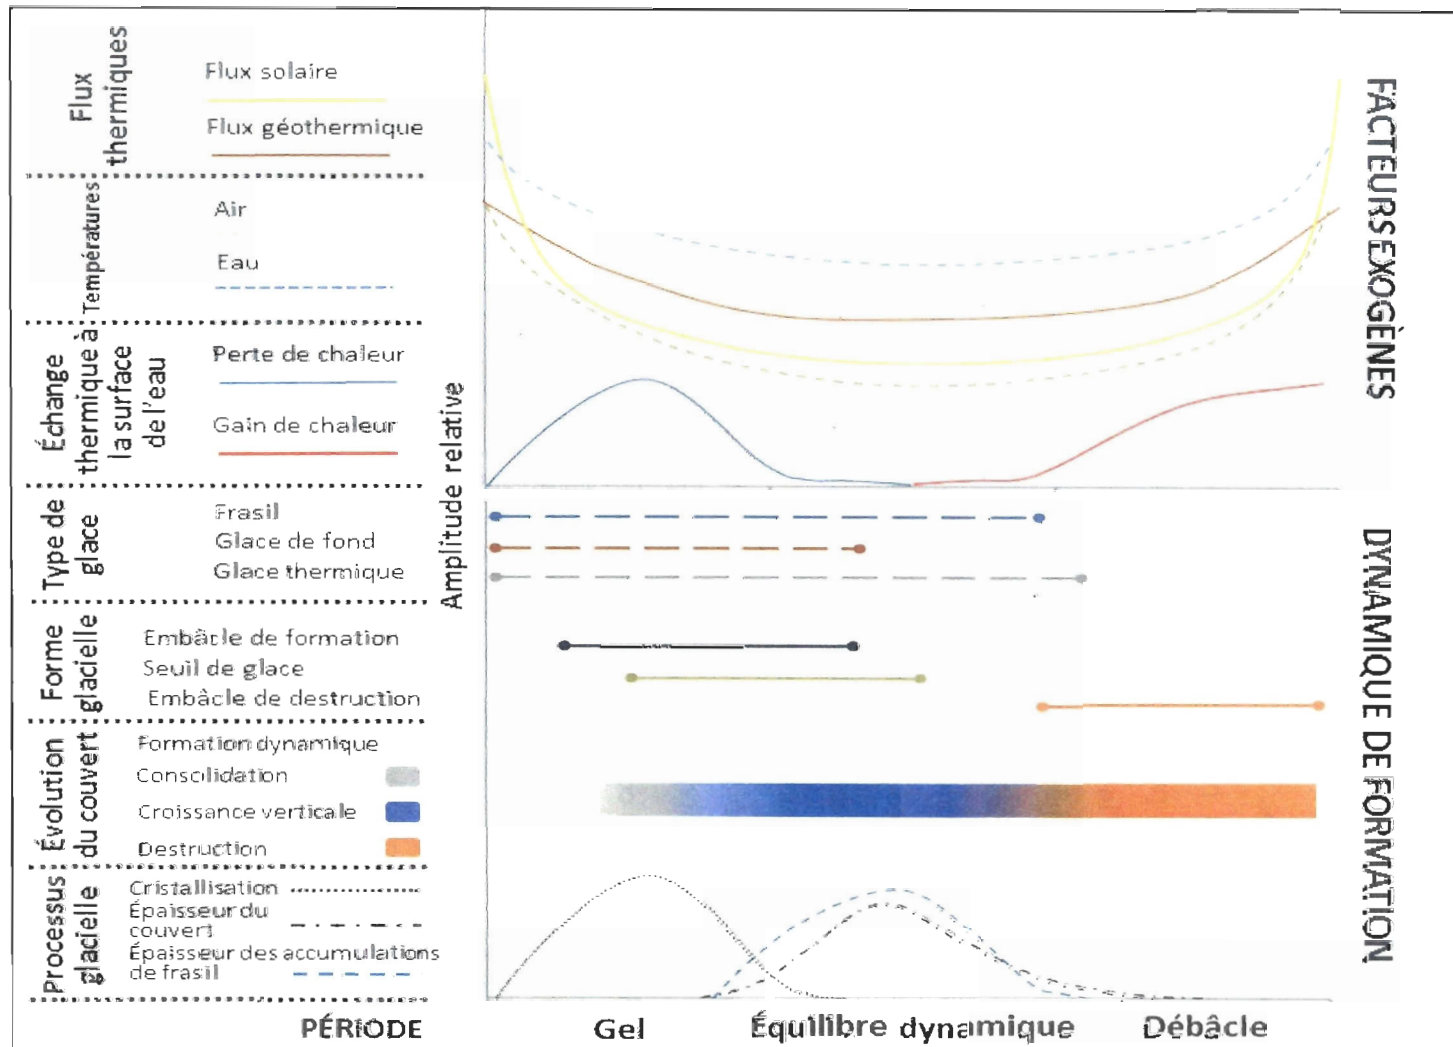 Flux
thermiques
Flux solaire
Flux géothermique
Températures
Air
Eau
Échange
thermique à
la surface
de l'eau
Perte de chaleur
Gain de chaleur
Type de
glace
Frasil
Glace de fond
Glace thermique
Forme
glacielle
Embâcle de formation
Seuil de glace
Embâcle de destruction
Évolution
du couvert
Formation dynamique
Consolidation
Croissance verticale
Destruction
Processus
glacielle
Cristallisation
Épaisseur du
couvert
Épaisseur des accumulations
de frasil
Amplitude relative
FACTEURS EXOGÈNES
DYNAMIQUE DE FORMATION
PÉRIODE
Gel
Équilibre dynamique
Débâcle